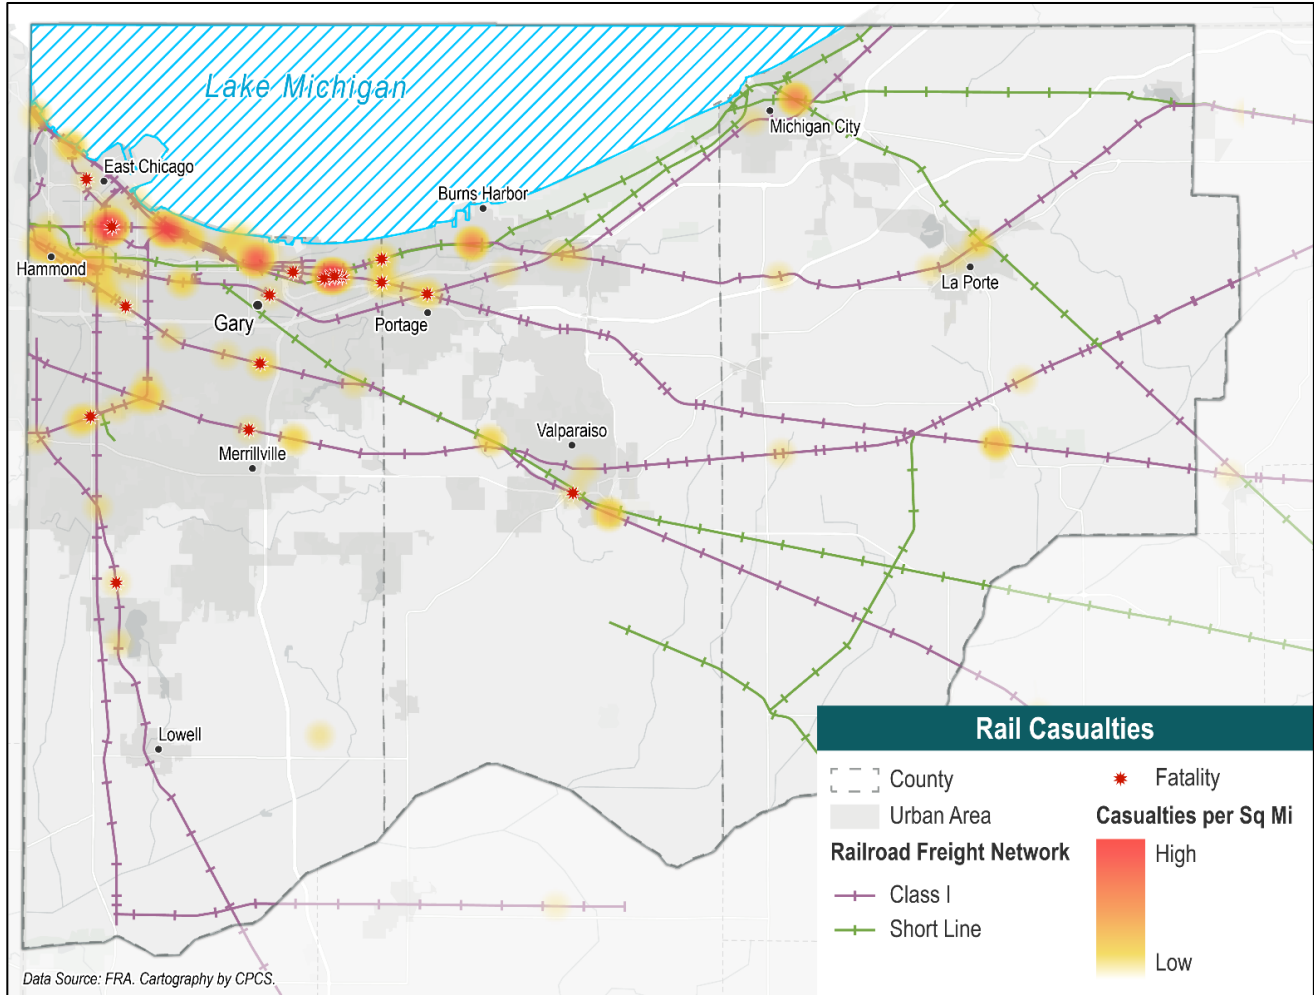 Lake Michigan
Michigan City
East Chicago
Burns Harbor
Hammond
La Porte
Gary
Portage
Valparaiso
Merrillville
Lowell
Rail Casualties
County
Urban Area
Railroad Freight Network
Class I
Short Line
Fatality
Casualties per Sq Mi
High
Low
Data Source: FRA. Cartography by CPCS.